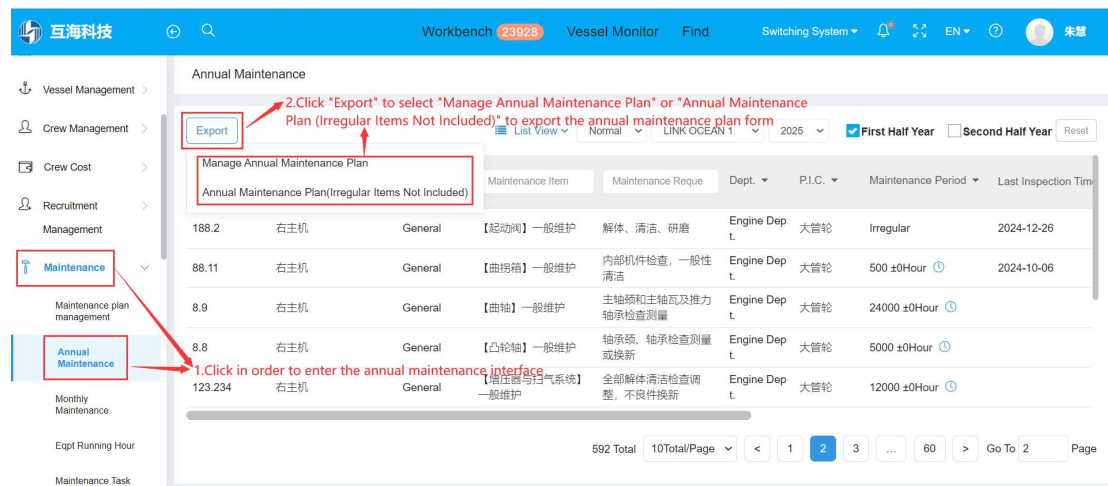 互海科技
Workbench 23928 Vessel Monitor Find Switching System EN 朱慧
Vessel Management
Crew Management
Crew Cost
Recruitment
Management
Maintenance
Maintenance plan
management
Annual
Maintenance
Monthly
Maintenance
Eqpt Running Hour
Maintenance Task
Annual Maintenance
2.Click "Export" to select "Manage Annual Maintenance Plan" or "Annual Maintenance
Plan (Irregular Items Not Included)" to export the annual maintenance plan form
Export List View Normal LINK OCEAN 1 2025 First Half Year Second Half Year Reset
Manage Annual Maintenance Plan
Annual Maintenance Plan(Irregular Items Not Included)
Maintenance Item Maintenance Reque Dept. P.I.C. Maintenance Period Last Inspection Tim
188.2 右主机 General 【起动阀】一般维护 解体、清洁、研磨 Engine Dep
t. 大管轮 Irregular 2024-12-26
88.11 右主机 General 【曲拐箱】一般维护 内部机件检查,一般性
清洁 Engine Dep
t. 大管轮 500 ±0Hour 2024-10-06
8.9 右主机 General 【曲轴】一般维护 主轴颈和主轴瓦及推力
轴承检查测量 Engine Dep
t. 大管轮 24000 ±0Hour
8.8 右主机 General 【凸轮轴】一般维护 轴承颈、轴承检查测量
或换新 Engine Dep
t. 大管轮 5000 ±0Hour
1.Click in order to enter the annual maintenance interface
123.234 右主机 General 【增压器与扫气系统】
一般维护 全部解体清洁检查调
整,不良件换新 Engine Dep
t. 大管轮 12000 ±0Hour
592 Total 10Total/Page < 1 2 3 ... 60 > Go To 2 Page